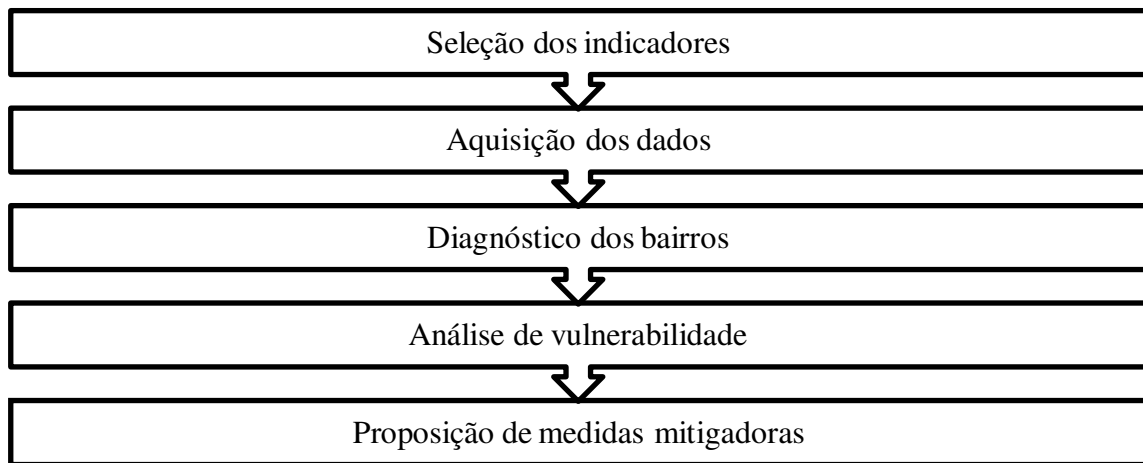 Seleção dos indicadores
Aquisição dos dados
Diagnóstico dos bairros
Análise de vulnerabilidade
Proposição de medidas mitigadoras